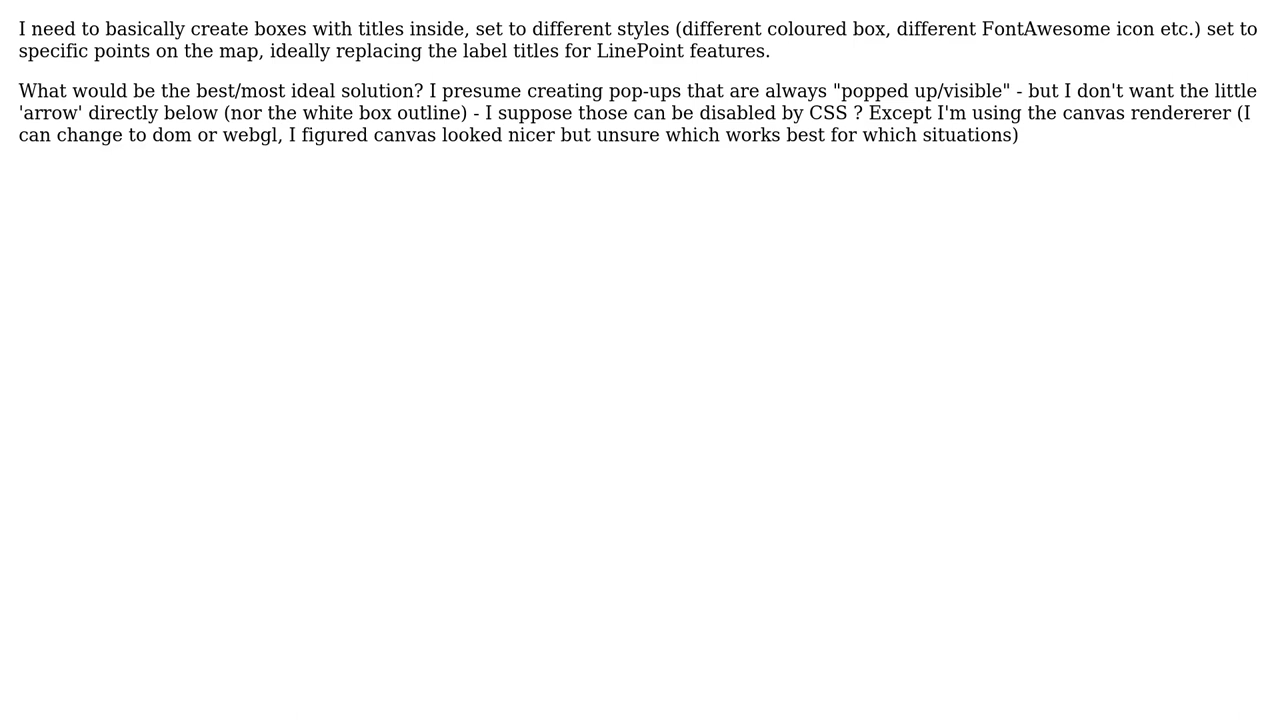 I need to basically create boxes with titles inside, set to different styles (different coloured box, different FontAwesome icon etc.) set to
specific points on the map, ideally replacing the label titles for LinePoint features.
What would be the best/most ideal solution? I presume creating pop-ups that are always "popped up/visible" - but I don't want the little
'arrow' directly below (nor the white box outline) - I suppose those can be disabled by CSS ? Except I'm using the canvas rendererer (I
can change to dom or webgl, I figured canvas looked nicer but unsure which works best for which situations)